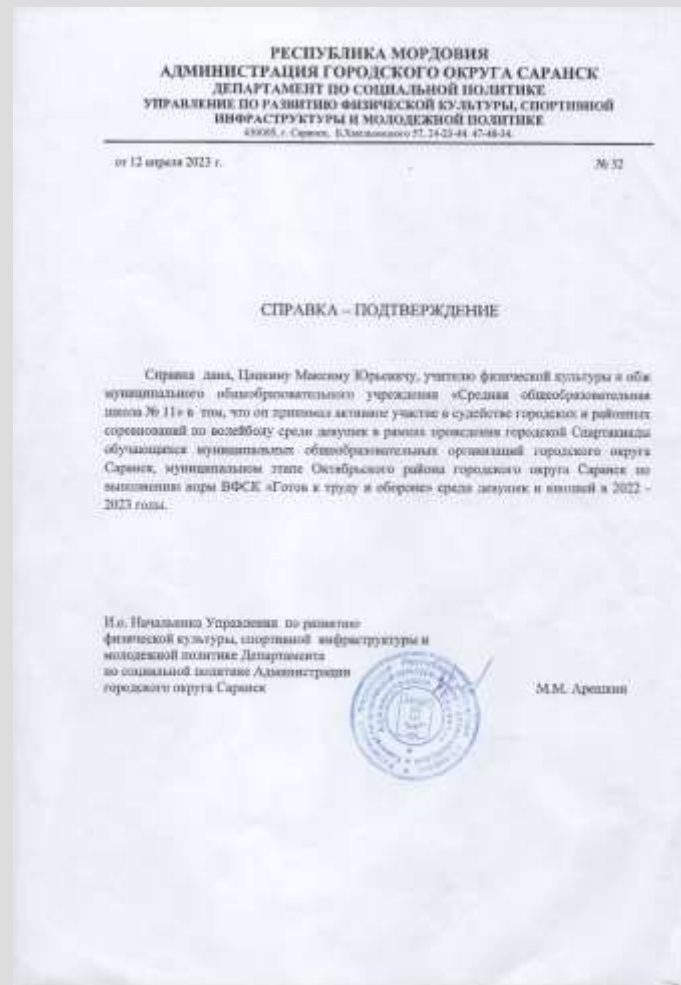 РЕСПУБЛИКА МОРДОВИЯ
АДМИНИСТРАЦИЯ ГОРОДСКОГО ОКРУГА САРАНСК
ДЕПАРТАМЕНТ ПО СОЦИАЛЬНОЙ ПОЛИТИКЕ
УПРАВЛЕНИЕ ПО РАЗВИТИЮ ФИЗИЧЕСКОЙ КУЛЬТУРЫ, СПОРТИВНОЙ
ИНФРАСТРУКТУРЫ И МОЛОДЕЖНОЙ ПОЛИТИКЕ
г. Саранск, Б.Хмельницкого
от 12 апреля 2023 г. № 32
СПРАВКА – ПОДТВЕРЖДЕНИЕ
Справка дана, Максиму Юрьевичу, учителю физической культуры и обж
муниципального общеобразовательного учреждения «Средняя общеобразовательная
школа № 11» в том, что он принимал активное участие в судействе городских и районных
соревнований по волейболу среди девушек в рамках проведения городской Спартакиады
обучающихся муниципальных общеобразовательных организаций городского округа
Саранск, муниципальном этапе Октябрьского района городского округа Саранск по
выполнению норм ВФСК «Готов к труду и обороне» среди девушек и юношей в 2022 -
2023 годы.
И.о. Начальника Управления по развитию
физической культуры, спортивной инфраструктуры и
молодежной политике Департамента
по социальной политике Администрации
городского округа Саранск М.М. Арешкин